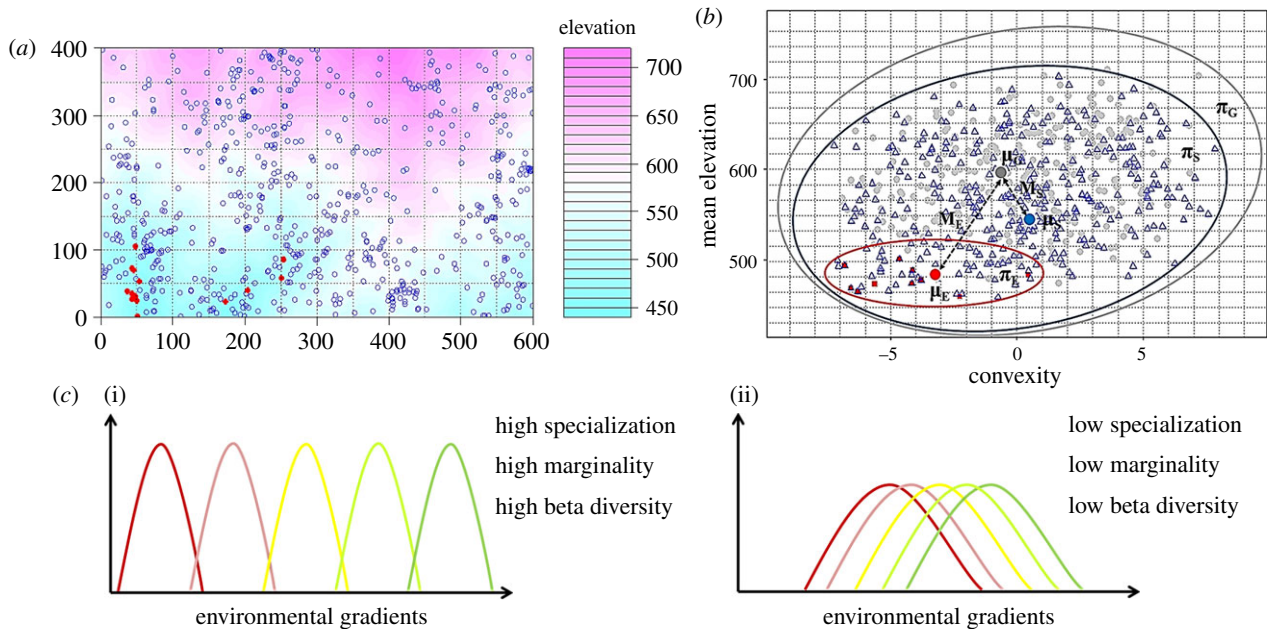 (a)
elevation
400
300
200
100
0
0 100 200 300 400 500 600
700
650
600
550
500
450
(b)
mean elevation
700
600
500
−5 0 5
convexity
πG
πS
μG
MS
ME
μS
πE
μE
(c) (i)
high specialization
high marginality
high beta diversity
environmental gradients
(ii)
low specialization
low marginality
low beta diversity
environmental gradients